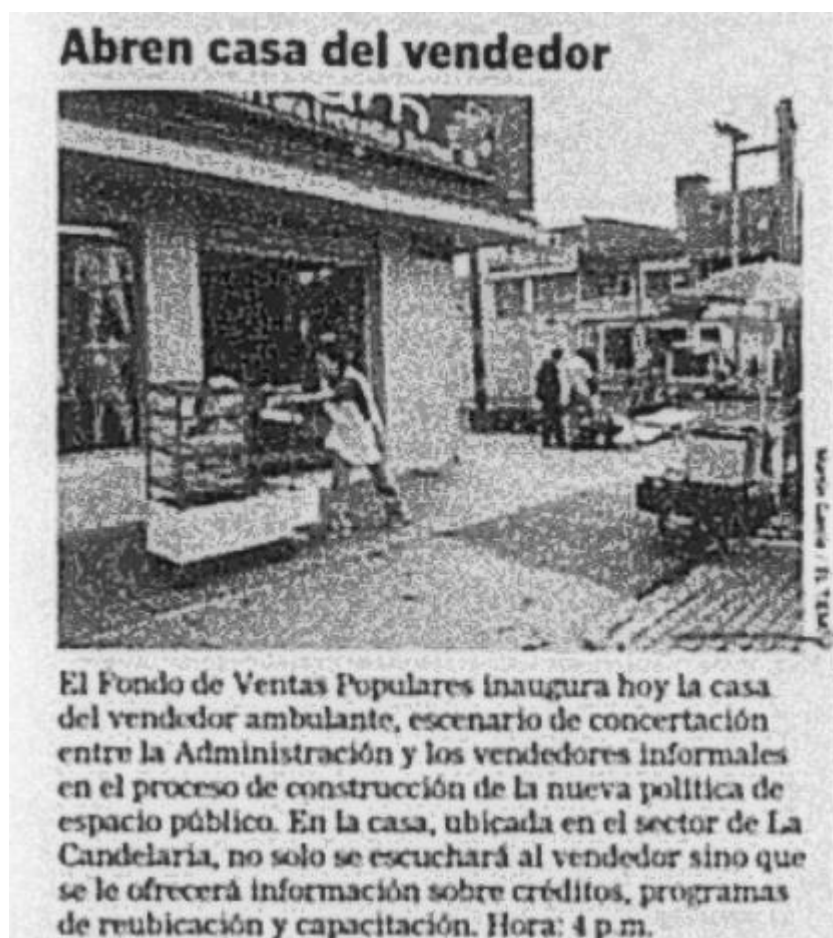 Abren casa del vendedor
El Fondo de Ventas Populares inaugura hoy la casa
del vendedor ambulante, escenario de concertación
entre la Administración y los vendedores informales
en el proceso de construcción de la nueva política de
espacio público. En la casa, ubicada en el sector de La
Candelaria, no solo se escuchará al vendedor sino que
se le ofrecerá información sobre créditos, programas
de reubicación y capacitación. Hora: 4 p.m.